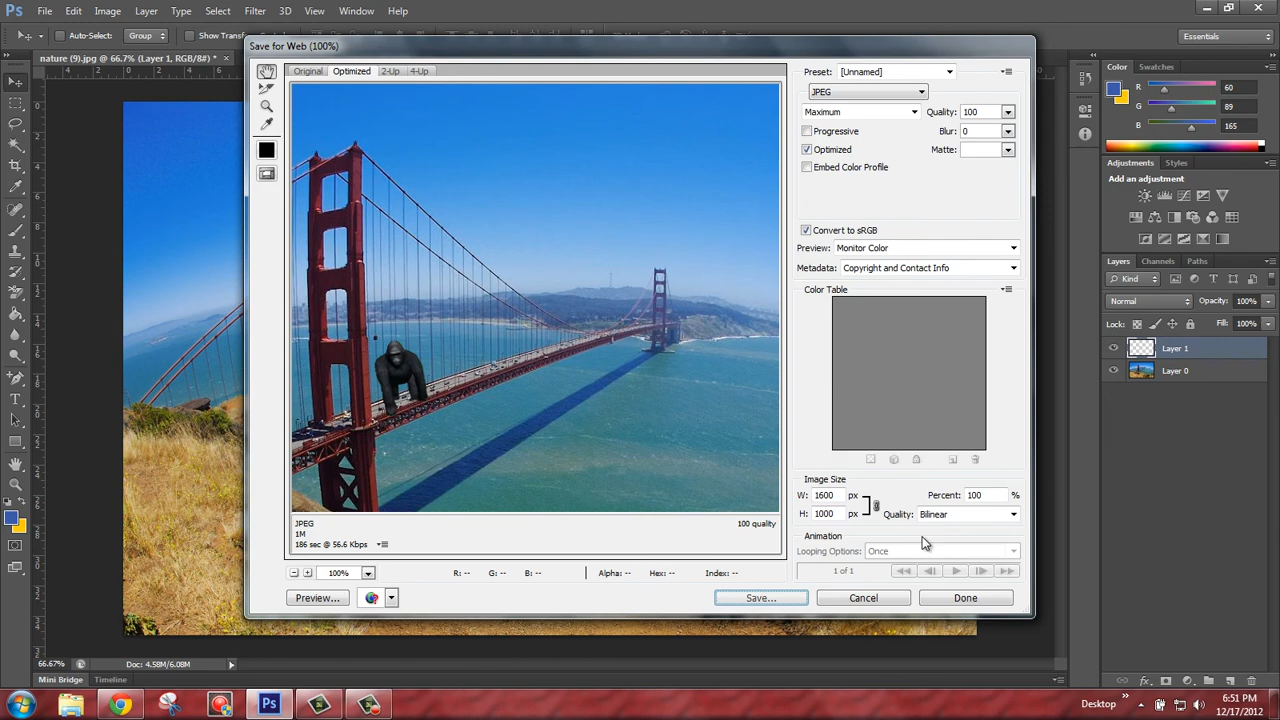 Ps File Edit Image Layer Type Select Filter 3D View Window Help
Auto-Select: Group Show Transf
Essentials
nature (9).jpg @ 66.7% (Layer 1, RGB/8#) * ×
Save for Web (100%)
Original Optimized 2-Up 4-Up
Preset: [Unnamed]
JPEG
Maximum Quality: 100
Progressive Blur: 0
Optimized Matte:
Embed Color Profile
Convert to sRGB
Preview: Monitor Color
Metadata: Copyright and Contact Info
Color Table
Image Size
W: 1600 px Percent: 100 %
H: 1000 px Quality: Bilinear
Animation
Looping Options: Once
1 of 1
JPEG 100 quality
1M
186 sec @ 56.6 Kbps
100% R: -- G: -- B: -- Alpha: -- Hex: -- Index: --
Preview... Save... Cancel Done
Color Swatches
R 60
G 89
B 165
Adjustments Styles
Add an adjustment
Layers Channels Paths
Kind
Normal Opacity: 100%
Lock: Fill: 100%
Layer 1
Layer 0
66.67% Doc: 4.58M/6.08M
Mini Bridge Timeline
Desktop 6:51 PM
12/17/2012